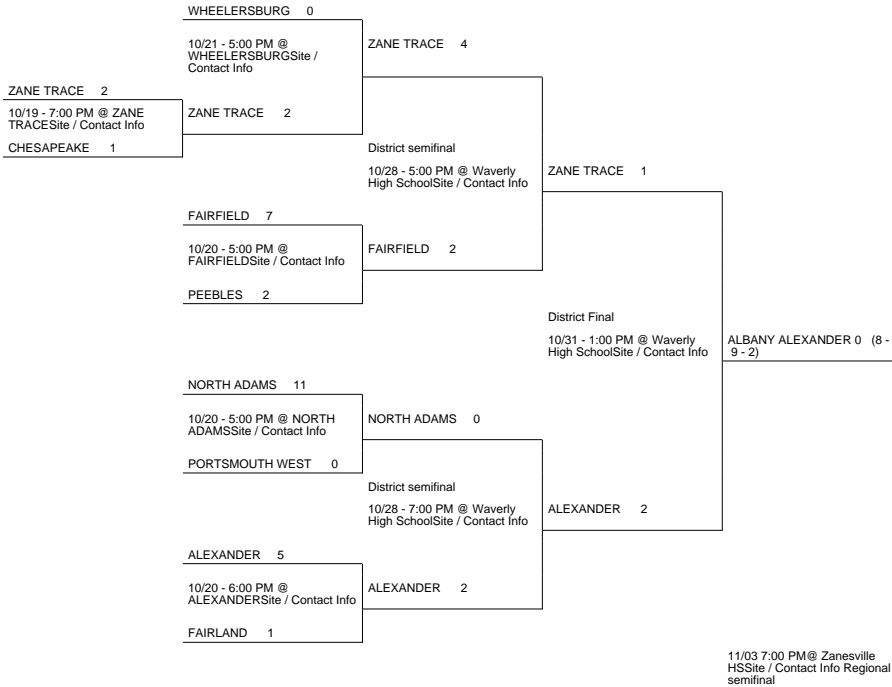 WHEELERSBURG 0
10/21 - 5:00 PM @
WHEELERSBURGSite /
Contact Info
ZANE TRACE 4
ZANE TRACE 2
10/19 - 7:00 PM @ ZANE
TRACESite / Contact Info
ZANE TRACE 2
CHESAPEAKE 1
District semifinal
10/28 - 5:00 PM @ Waverly
High SchoolSite / Contact Info
ZANE TRACE 1
FAIRFIELD 7
10/20 - 5:00 PM @
FAIRFIELDSite / Contact Info
FAIRFIELD 2
PEEBLES 2
District Final
10/31 - 1:00 PM @ Waverly
High SchoolSite / Contact Info
ALBANY ALEXANDER 0 (8 -
9 - 2)
NORTH ADAMS 11
10/20 - 5:00 PM @ NORTH
ADAMSSite / Contact Info
NORTH ADAMS 0
PORTSMOUTH WEST 0
District semifinal
10/28 - 7:00 PM @ Waverly
High SchoolSite / Contact Info
ALEXANDER 2
ALEXANDER 5
10/20 - 6:00 PM @
ALEXANDERSite / Contact Info
ALEXANDER 2
FAIRLAND 1
11/03 7:00 PM@ Zanesville
HSSite / Contact Info Regional
semifinal